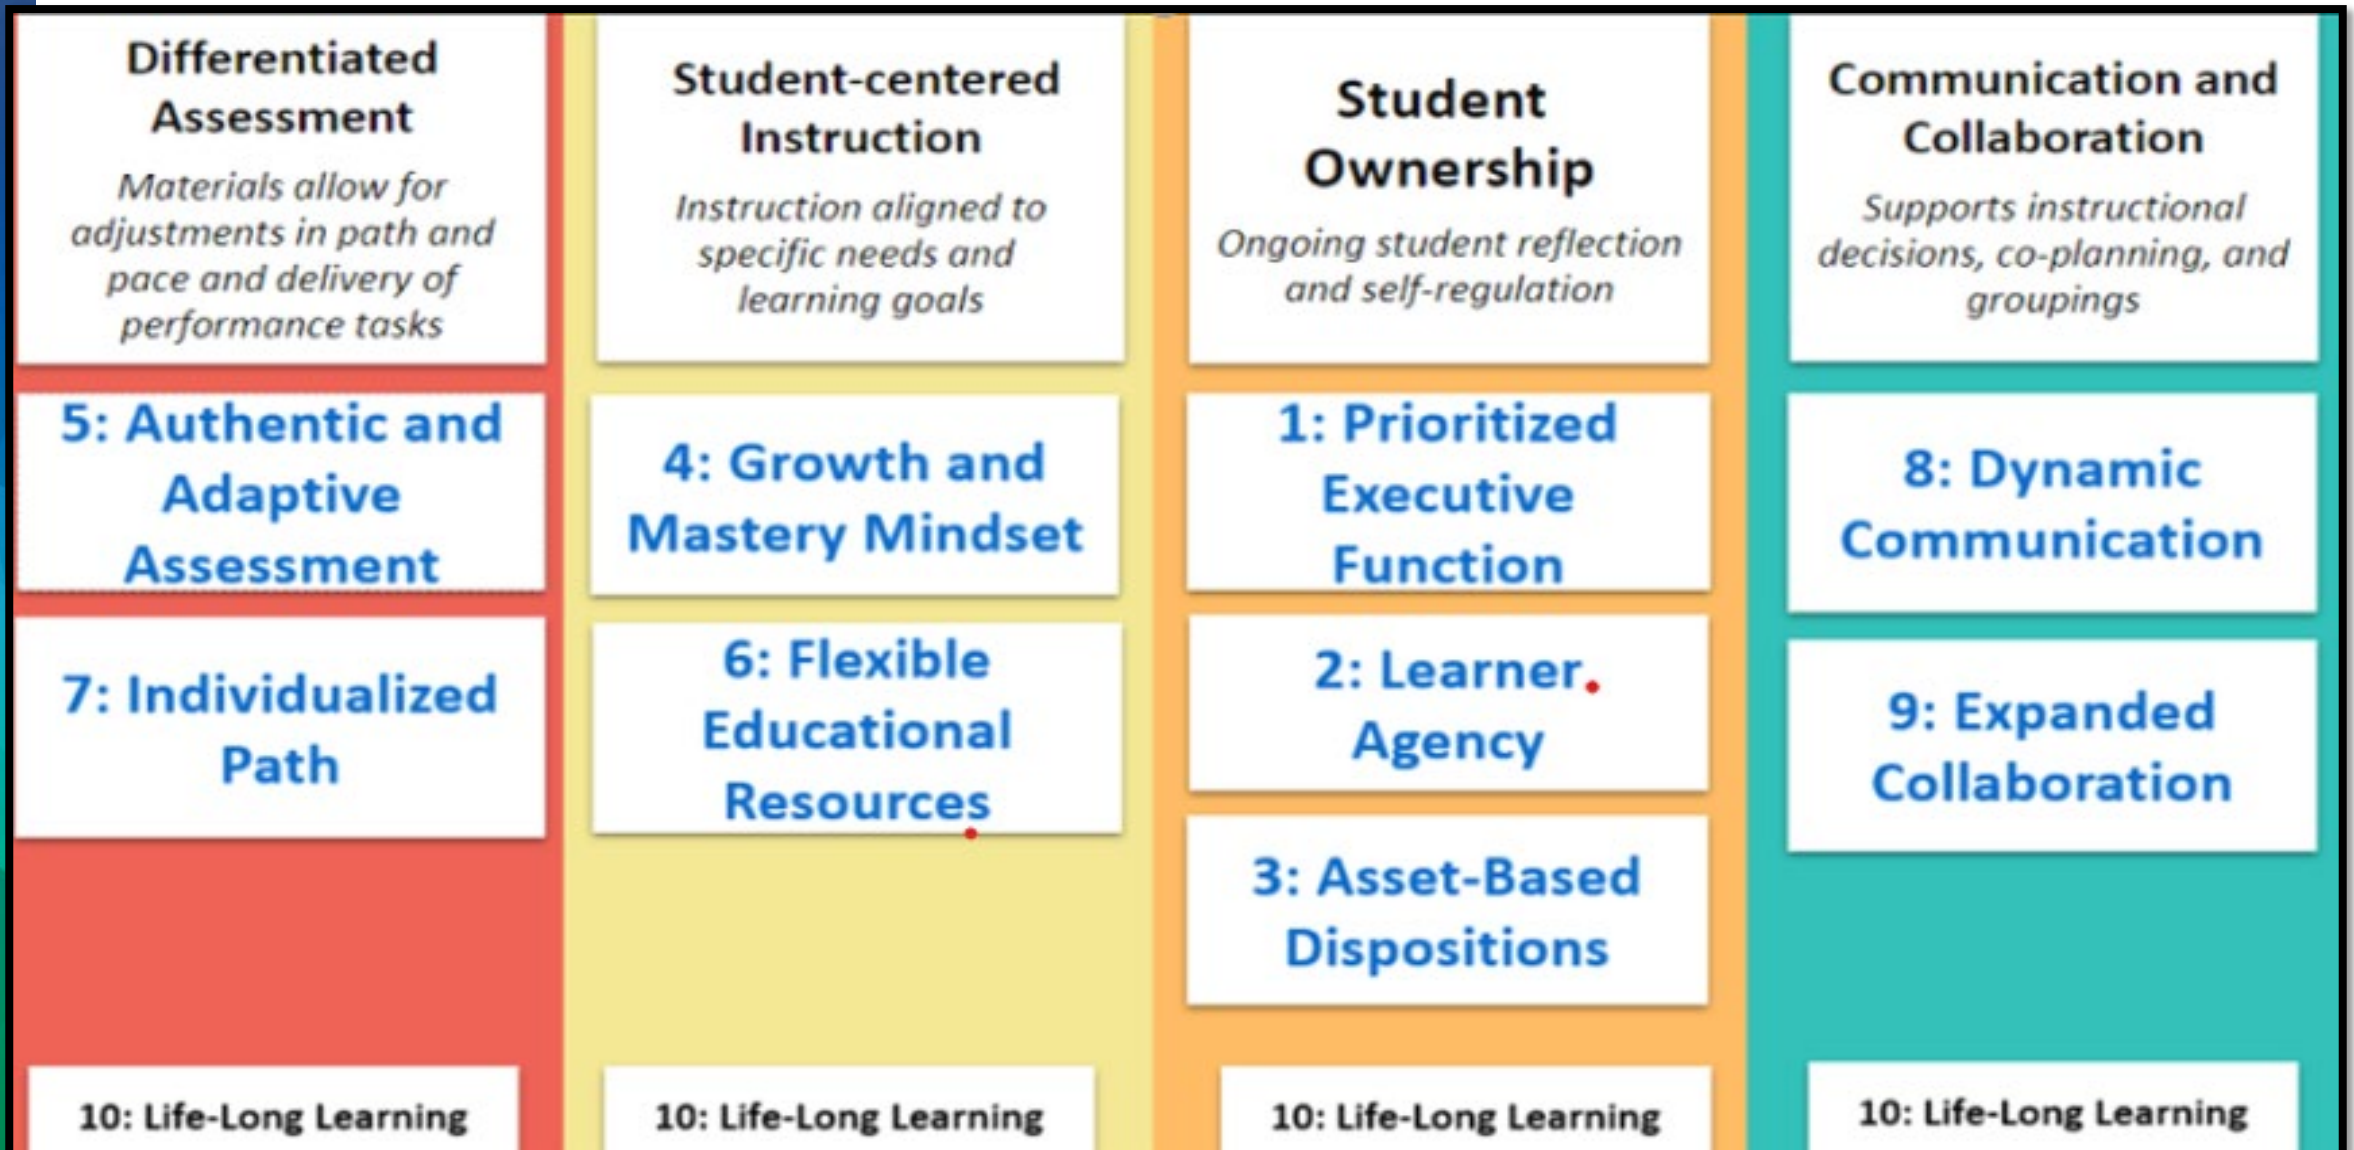 Differentiated
Assessment
Materials allow for
adjustments in path and
pace and delivery of
performance tasks
5: Authentic and
Adaptive
Assessment
7: Individualized
Path
10: Life-Long Learning
Student-centered
Instruction
Instruction aligned to
specific needs and
learning goals
4: Growth and
Mastery Mindset
6: Flexible
Educational
Resources
10: Life-Long Learning
Student
Ownership
Ongoing student reflection
and self-regulation
1: Prioritized
Executive
Function
2: Learner
Agency
3: Asset-Based
Dispositions
10: Life-Long Learning
Communication and
Collaboration
Supports instructional
decisions, co-planning, and
groupings
8: Dynamic
Communication
9: Expanded
Collaboration
10: Life-Long Learning